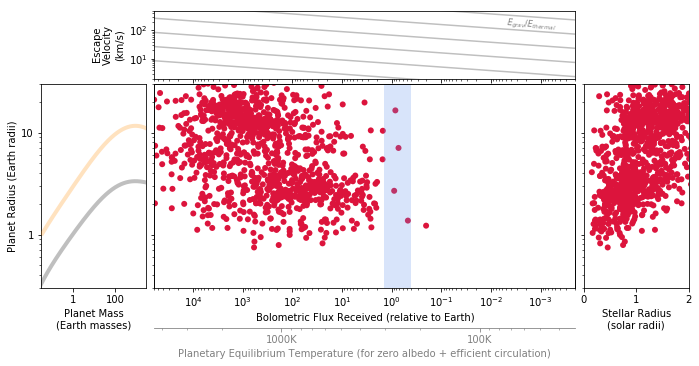 Escape
Velocity
(km/s)
10²
10¹
E_grav/E_thermal
Planet Radius (Earth radii)
10
1
1 100
Planet Mass
(Earth masses)
10⁴ 10³ 10² 10¹ 10⁰ 10⁻¹ 10⁻² 10⁻³
Bolometric Flux Received (relative to Earth)
1000K 100K
Planetary Equilibrium Temperature (for zero albedo + efficient circulation)
0 1 2
Stellar Radius
(solar radii)